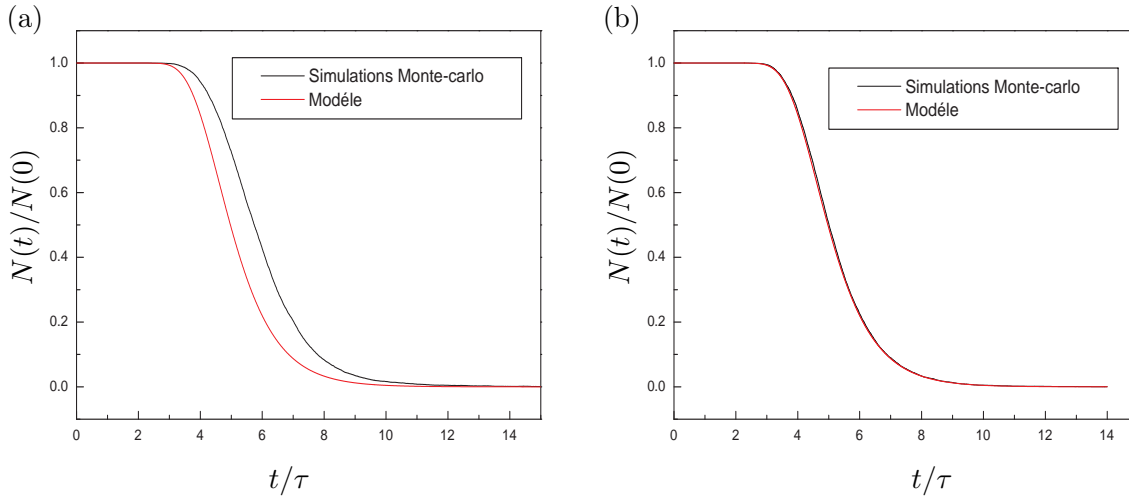 (a)
1.0
0.8
0.6
0.4
0.2
0.0
N(t)/N(0)
Simulations Monte-carlo
Modéle
0 2 4 6 8 10 12 14
t/τ
(b)
1.0
0.8
0.6
0.4
0.2
0.0
N(t)/N(0)
Simulations Monte-carlo
Modéle
0 2 4 6 8 10 12 14
t/τ